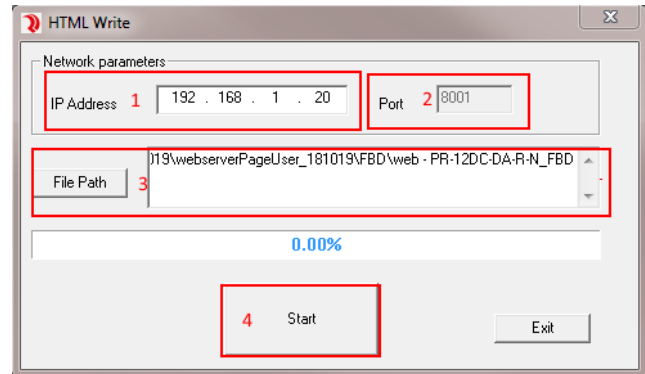 HTML Write
Network parameters
IP Address 1 192 . 168 . 1 . 20 Port 2 8001
)19\webserverPageUser_181019\FBD\web - PR-12DC-DA-R-N_FBD
File Path 3
0.00%
4 Start
Exit